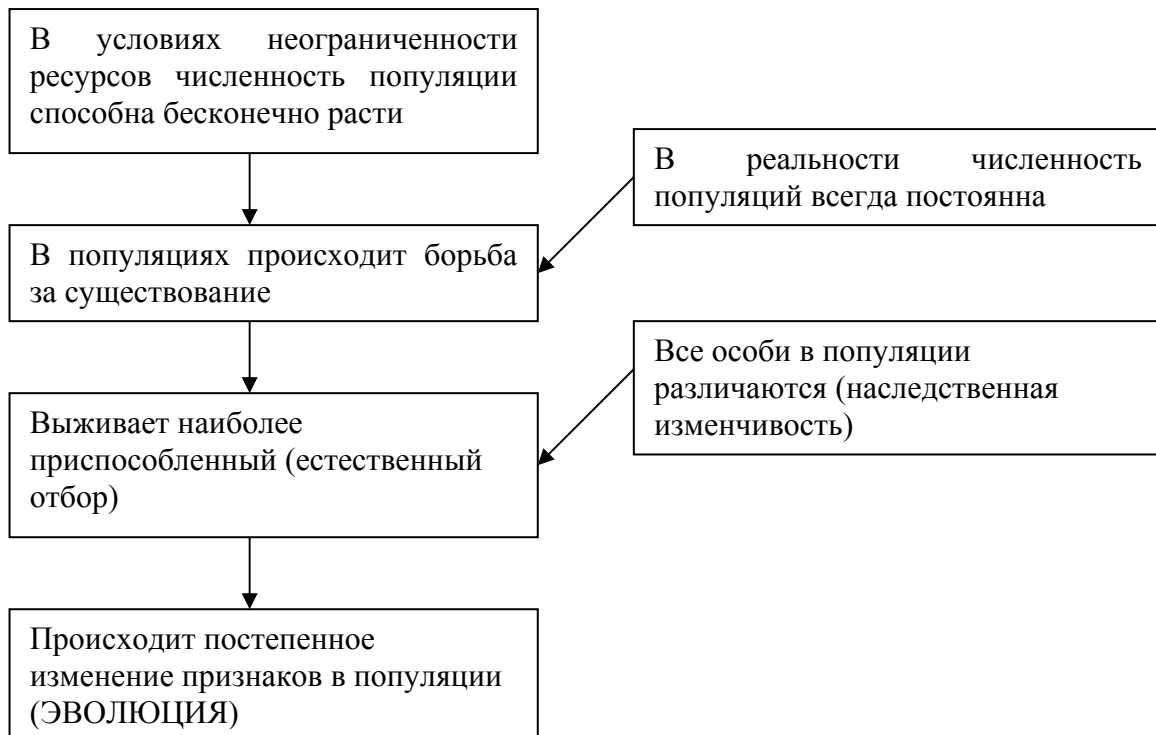 В условиях неограниченности
ресурсов численность популяции
способна бесконечно расти
В реальности численность
популяций всегда постоянна
В популяциях происходит борьба
за существование
Все особи в популяции
различаются (наследственная
изменчивость)
Выживает наиболее
приспособленный (естественный
отбор)
Происходит постепенное
изменение признаков в популяции
(ЭВОЛЮЦИЯ)